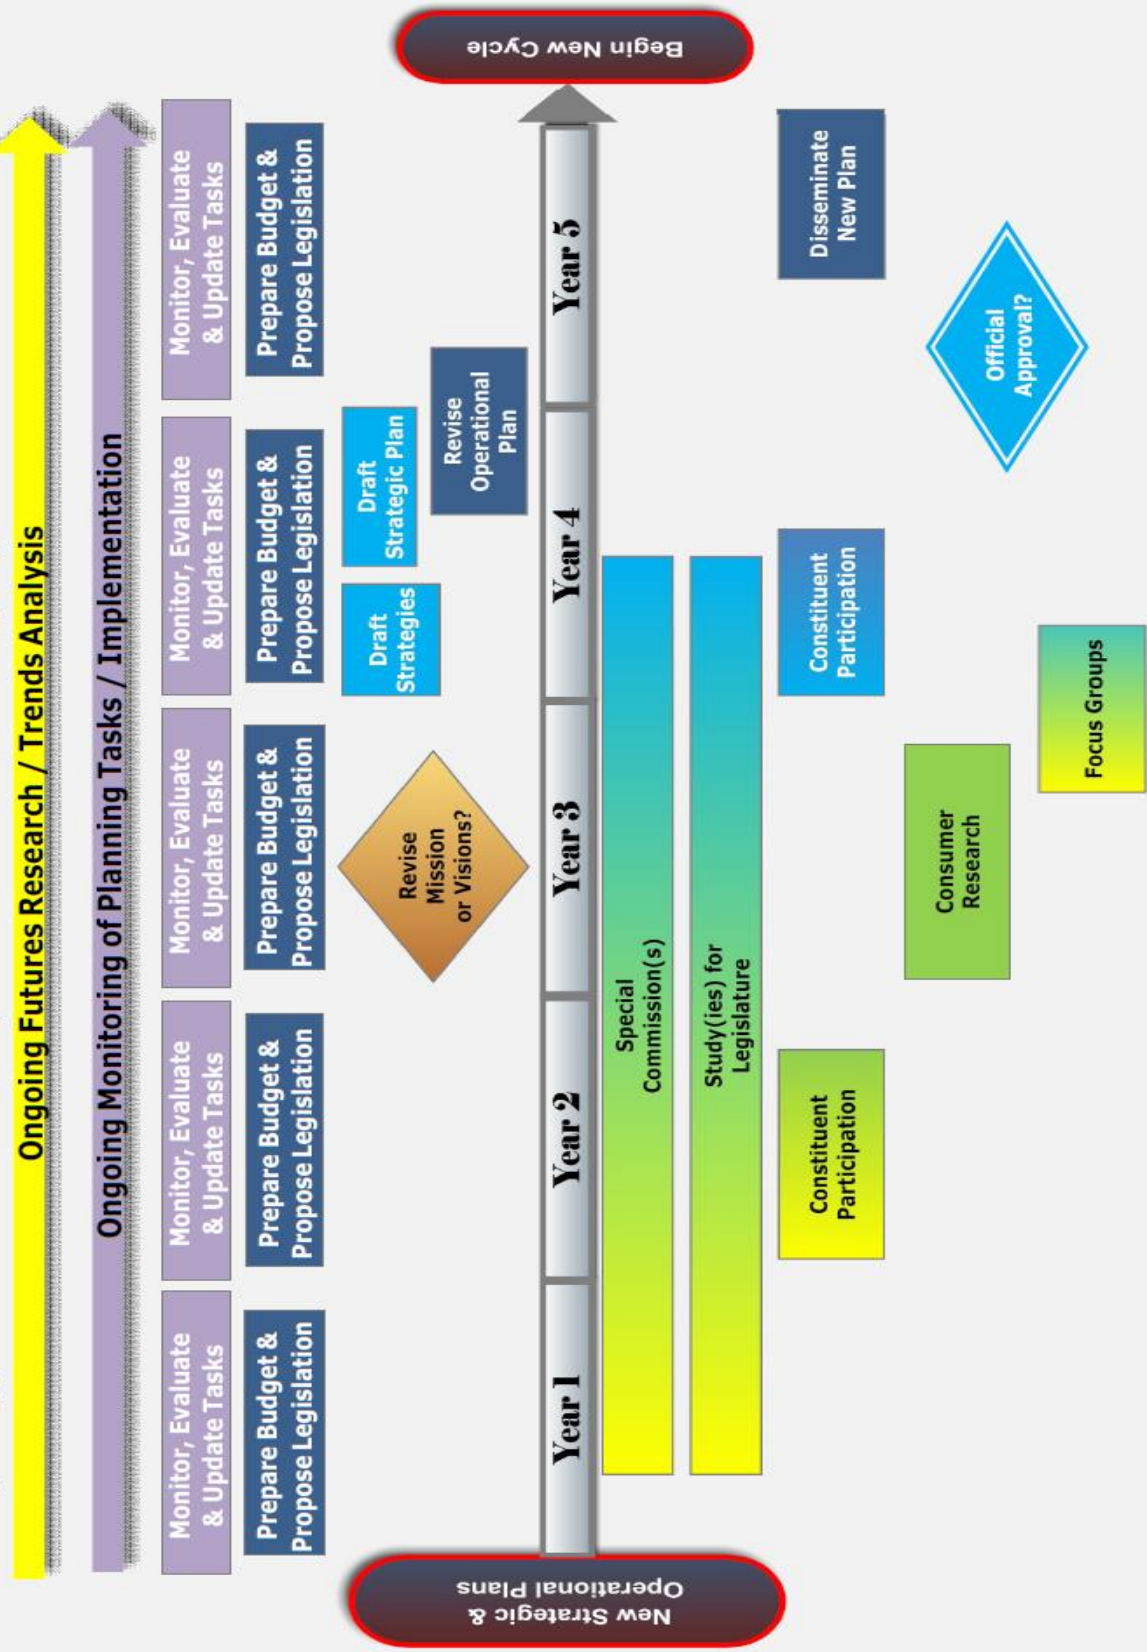 Ongoing Futures Research / Trends Analysis
Ongoing Monitoring of Planning Tasks / Implementation
Monitor, Evaluate
& Update Tasks
Monitor, Evaluate
& Update Tasks
Monitor, Evaluate
& Update Tasks
Monitor, Evaluate
& Update Tasks
Monitor, Evaluate
& Update Tasks
Prepare Budget &
Propose Legislation
Prepare Budget &
Propose Legislation
Prepare Budget &
Propose Legislation
Prepare Budget &
Propose Legislation
Prepare Budget &
Propose Legislation
Revise
Mission
or Visions?
Draft
Strategies
Draft
Strategic Plan
Revise
Operational
Plan
New Strategic &
Operational Plans
Year 1
Year 2
Year 3
Year 4
Year 5
Begin New Cycle
Special
Commission(s)
Study(ies) for
Legislature
Constituent
Participation
Constituent
Participation
Disseminate
New Plan
Consumer
Research
Official
Approval?
Focus Groups